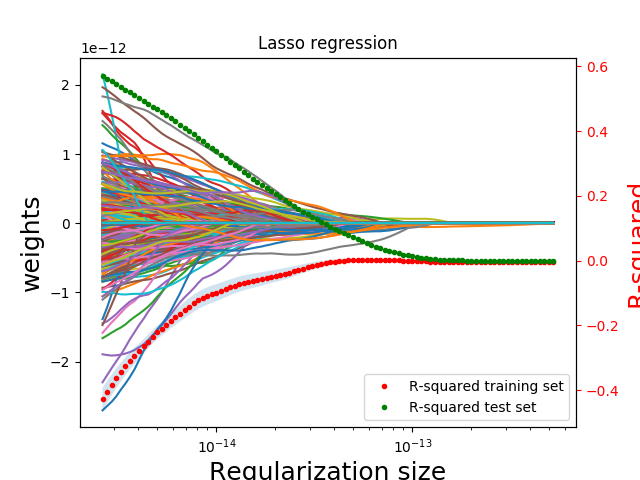 Lasso regression
1e−12
2
1
0
−1
−2
weights
0.6
0.4
0.2
0.0
−0.2
−0.4
R-squared
10−14
10−13
Regularization size
R-squared training set
R-squared test set